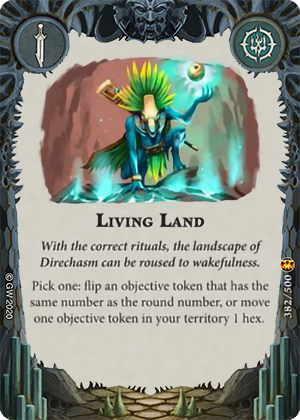 LIVING LAND
With the correct rituals, the landscape of
Direchasm can be roused to wakefulness.
Pick one: flip an objective token that has the
same number as the round number, or move
one objective token in your territory 1 hex.
© GW 2020
382/500